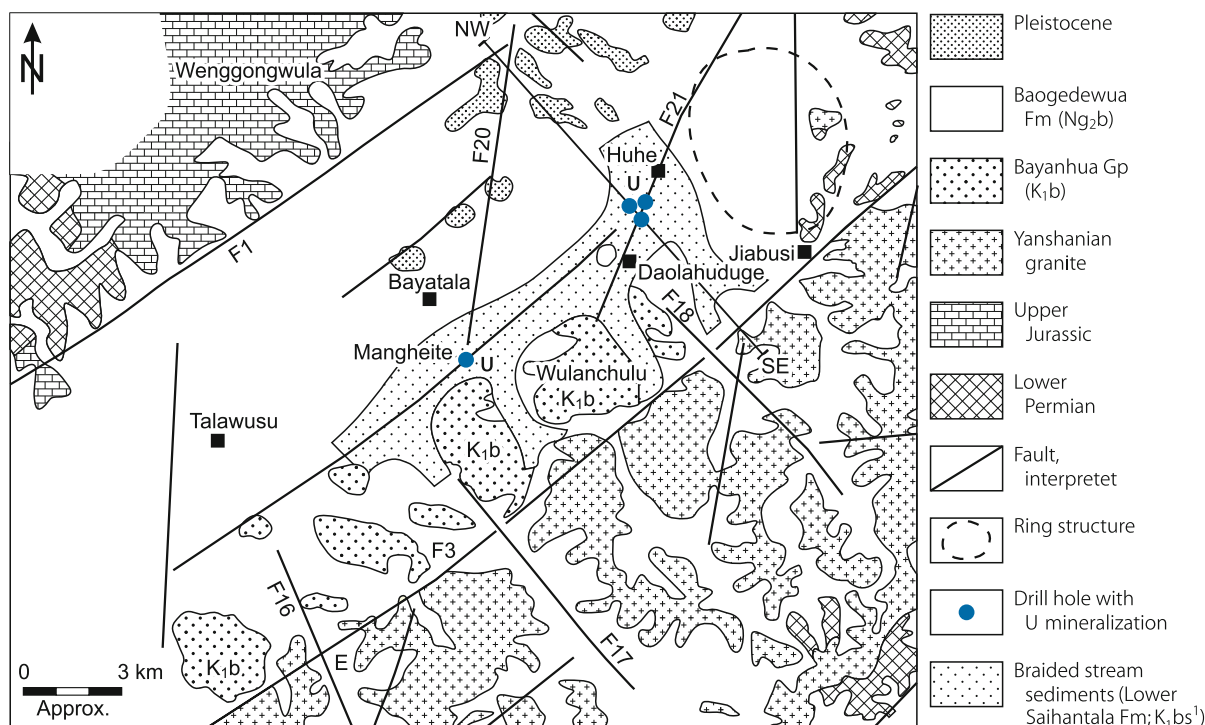 N
Wenggongwula
NW
F20
F21
Huhe
U
F1
Jiabusi
Daolahuduge
Bayatala
F18
Mangheite
U
SE
Wulanchulu
K₁b
Talawusu
K₁b
F3
F16
F17
K₁b
E
0 3 km
Approx.
Pleistocene
Baogedewua
Fm (Ng₂b)
Bayanhua Gp
(K₁b)
Yanshanian
granite
Upper
Jurassic
Lower
Permian
Fault,
interpretet
Ring structure
Drill hole with
U mineralization
Braided stream
sediments (Lower
Saihantala Fm; K₁bs¹)